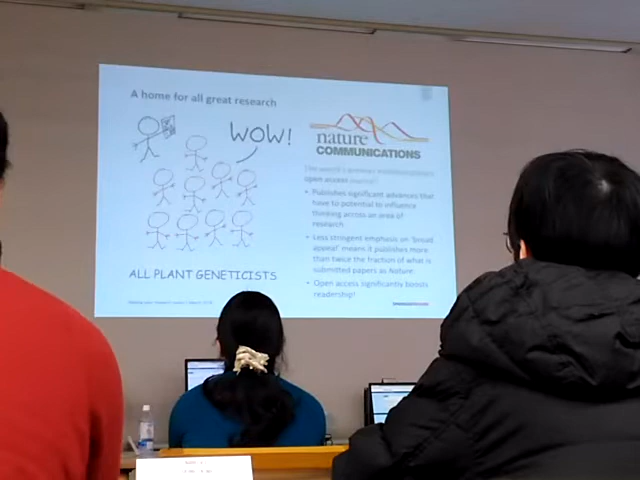 A home for all great research
WOW!
ALL PLANT GENETICISTS
nature
COMMUNICATIONS
open access
• Publishes significant advances that
have to potential to influence
thinking across an area of
research
• Less stringent emphasis on 'broad
appeal' means it publishes more
than twice the fraction of what is
submitted papers as Nature.
• Open access significantly boosts
readership!